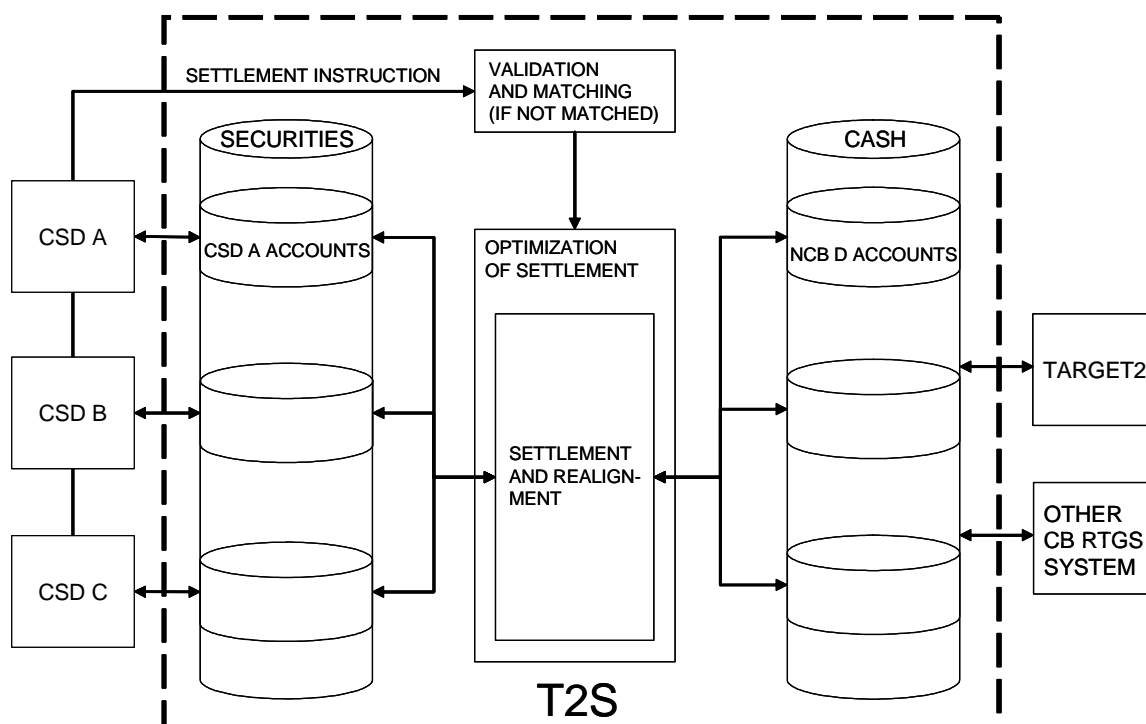 SETTLEMENT INSTRUCTION
VALIDATION
AND MATCHING
(IF NOT MATCHED)
SECURITIES
CASH
CSD A
CSD A ACCOUNTS
OPTIMIZATION
OF SETTLEMENT
NCB D ACCOUNTS
TARGET2
CSD B
SETTLEMENT
AND REALIGN-
MENT
OTHER
CB RTGS
SYSTEM
CSD C
T2S